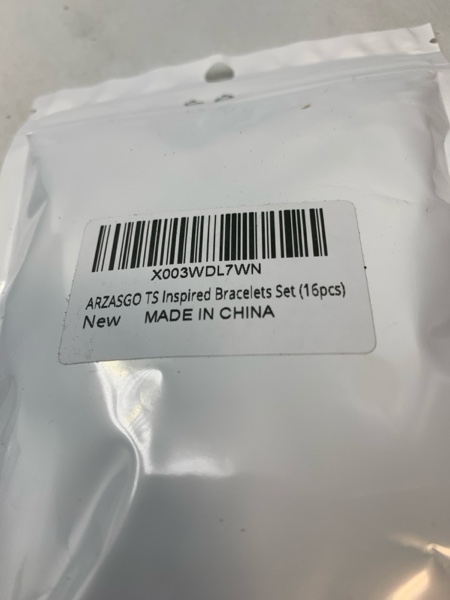 X003WDL7WN
ARZASGO TS Inspired Bracelets Set (16pcs)
New MADE IN CHINA